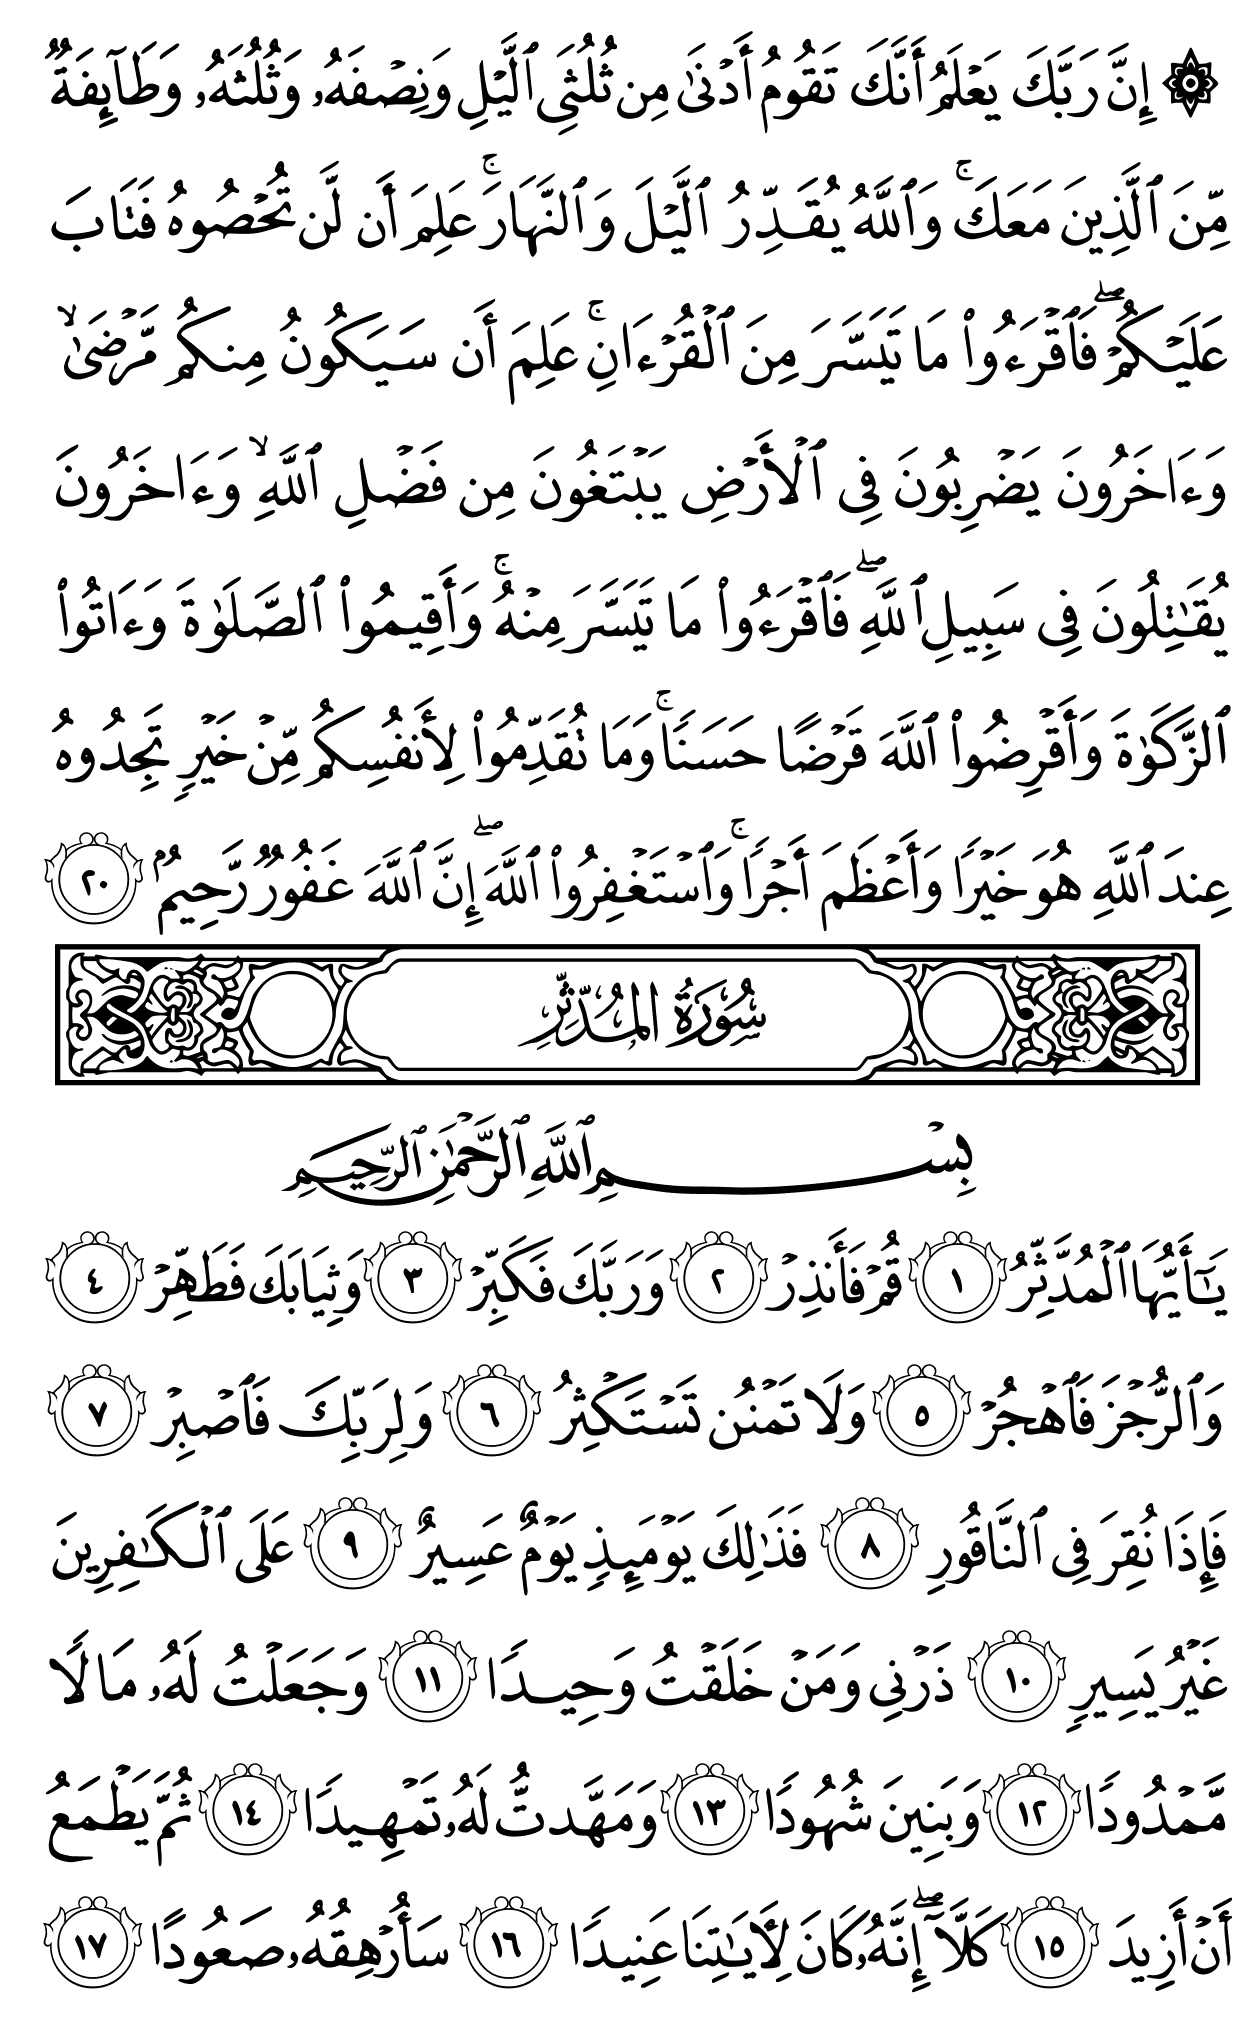 ۞ إِنَّ رَبَّكَ يَعۡلَمُ أَنَّكَ تَقُومُ أَدۡنَىٰ مِن ثُلُثَيِ ٱلَّيۡلِ وَنِصۡفَهُۥ وَثُلُثَهُۥ وَطَآئِفَةٞ
مِّنَ ٱلَّذِينَ مَعَكَۚ وَٱللَّهُ يُقَدِّرُ ٱلَّيۡلَ وَٱلنَّهَارَۚ عَلِمَ أَن لَّن تُحۡصُوهُ فَتَابَ
عَلَيۡكُمۡۖ فَٱقۡرَءُواْ مَا تَيَسَّرَ مِنَ ٱلۡقُرۡءَانِۚ عَلِمَ أَن سَيَكُونُ مِنكُم مَّرۡضَىٰ ۙ
وَءَاخَرُونَ يَضۡرِبُونَ فِي ٱلۡأَرۡضِ يَبۡتَغُونَ مِن فَضۡلِ ٱللَّهِ ۙ وَءَاخَرُونَ
يُقَٰتِلُونَ فِي سَبِيلِ ٱللَّهِۖ فَٱقۡرَءُواْ مَا تَيَسَّرَ مِنۡهُۚ وَأَقِيمُواْ ٱلصَّلَوٰةَ وَءَاتُواْ
ٱلزَّكَوٰةَ وَأَقۡرِضُواْ ٱللَّهَ قَرۡضًا حَسَنٗاۚ وَمَا تُقَدِّمُواْ لِأَنفُسِكُم مِّنۡ خَيۡرٖ تَجِدُوهُ
عِندَ ٱللَّهِ هُوَ خَيۡرٗا وَأَعۡظَمَ أَجۡرٗاۚ وَٱسۡتَغۡفِرُواْ ٱللَّهَۖ إِنَّ ٱللَّهَ غَفُورٞ رَّحِيمُۢ ٢٠
سُورَةُ المُدَّثِّرِ
بِسۡمِ ٱللَّهِ ٱلرَّحۡمَٰنِ ٱلرَّحِيمِ
يَٰٓأَيُّهَا ٱلۡمُدَّثِّرُ ١ قُمۡ فَأَنذِرۡ ٢ وَرَبَّكَ فَكَبِّرۡ ٣ وَثِيَابَكَ فَطَهِّرۡ ٤
وَٱلرُّجۡزَ فَٱهۡجُرۡ ٥ وَلَا تَمۡنُن تَسۡتَكۡثِرُ ٦ وَلِرَبِّكَ فَٱصۡبِرۡ ٧
فَإِذَا نُقِرَ فِي ٱلنَّاقُورِ ٨ فَذَٰلِكَ يَوۡمَئِذٖ يَوۡمٌ عَسِيرٌ ٩ عَلَى ٱلۡكَٰفِرِينَ
غَيۡرُ يَسِيرٖ ١٠ ذَرۡنِي وَمَنۡ خَلَقۡتُ وَحِيدٗا ١١ وَجَعَلۡتُ لَهُۥ مَالٗا
مَّمۡدُودٗا ١٢ وَبَنِينَ شُهُودٗا ١٣ وَمَهَّدتُّ لَهُۥ تَمۡهِيدٗا ١٤ ثُمَّ يَطۡمَعُ
أَنۡ أَزِيدَ ١٥ كَلَّآۖ إِنَّهُۥ كَانَ لِأٓيَٰتِنَا عَنِيدٗا ١٦ سَأُرۡهِقُهُۥ صَعُودًا ١٧